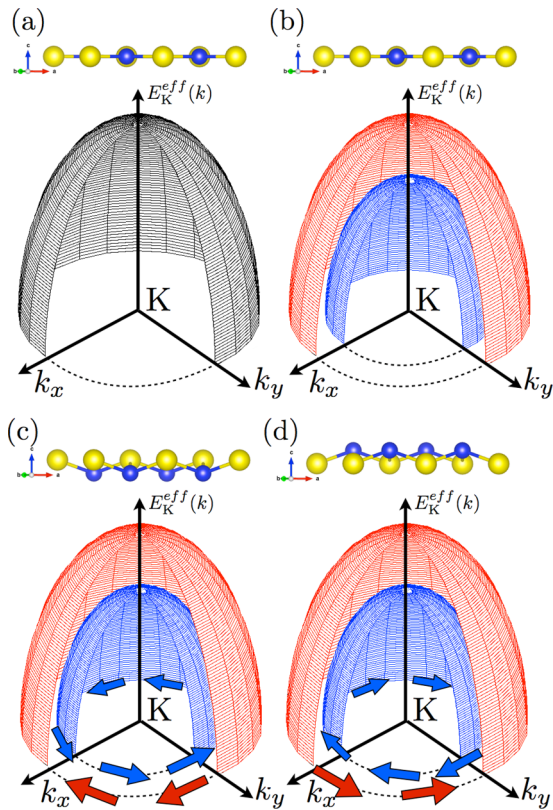 (a)
c
b
a
E_K^{eff}(k)
K
k_x
k_y
(b)
c
b
a
E_K^{eff}(k)
K
k_x
k_y
(c)
c
b
a
E_K^{eff}(k)
K
k_x
k_y
(d)
c
b
a
E_K^{eff}(k)
K
k_x
k_y